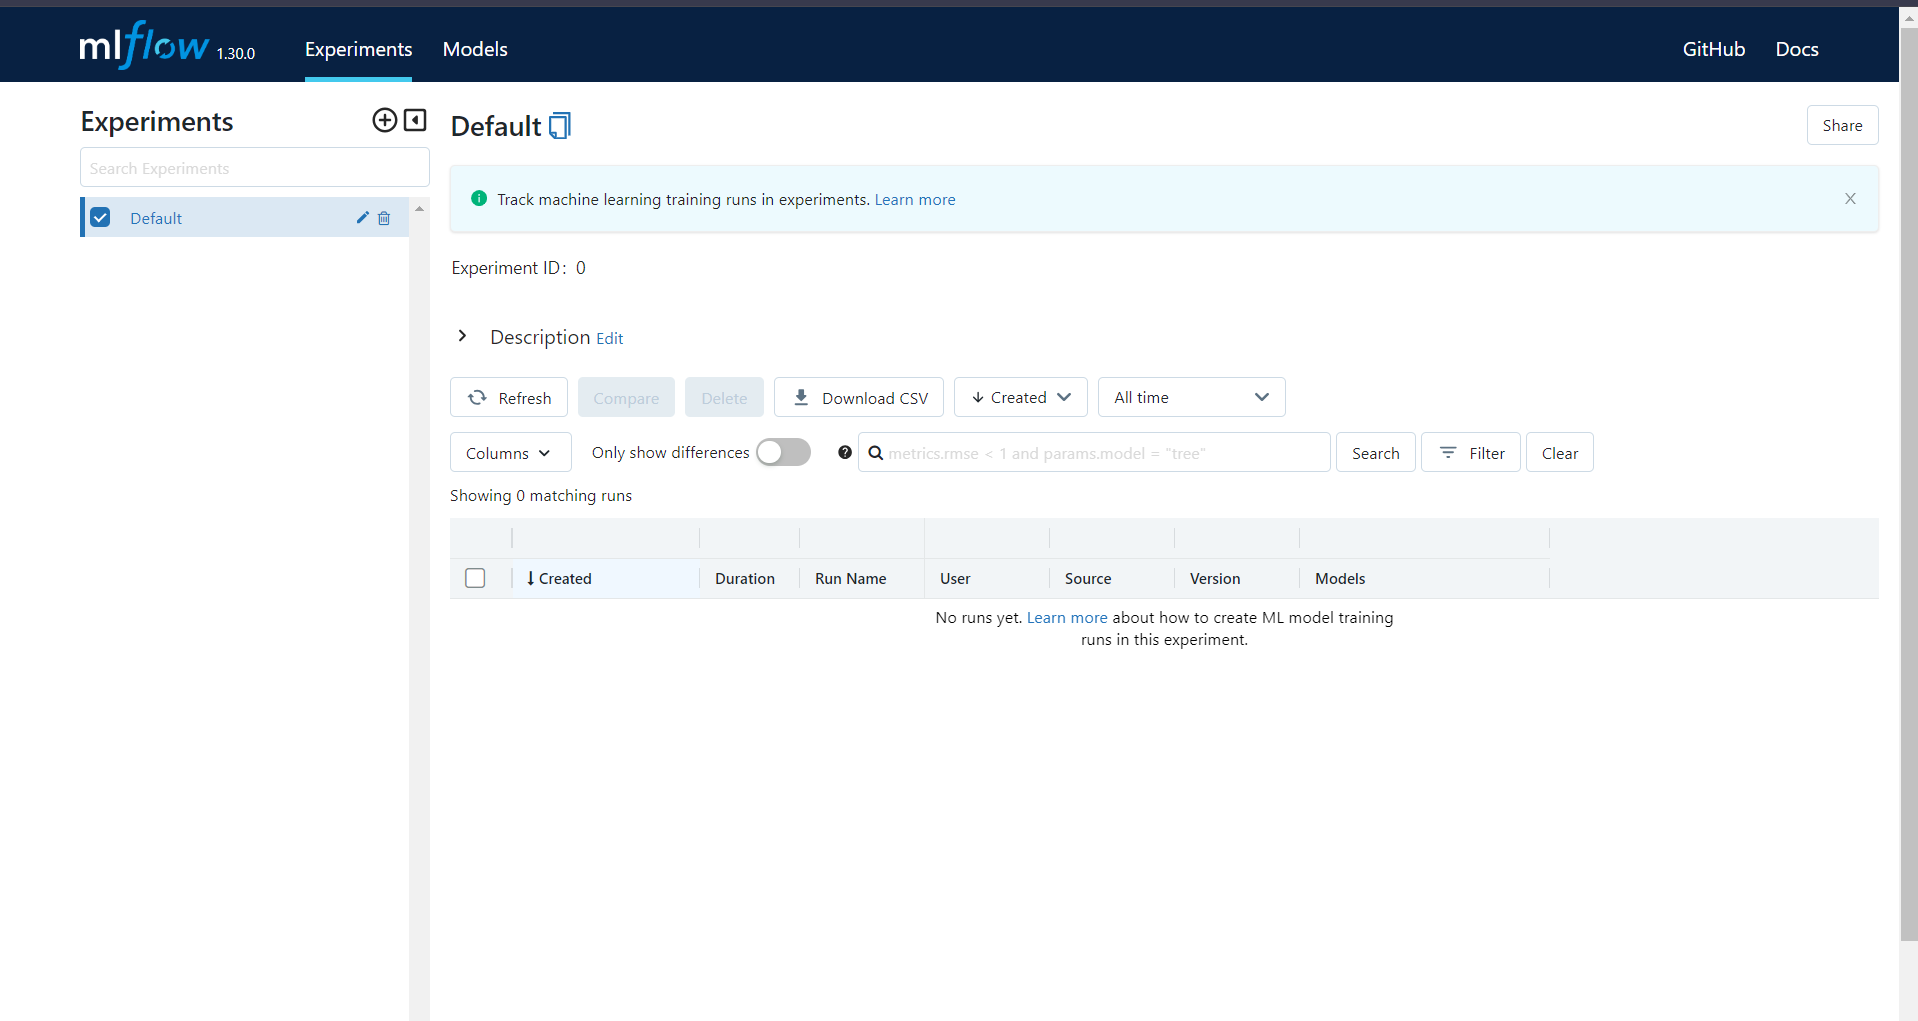 mlflow 1.30.0 Experiments Models GitHub Docs
Experiments
Search Experiments
Default
Default
Share
Track machine learning training runs in experiments. Learn more
Experiment ID: 0
Description Edit
Refresh Compare Delete Download CSV Created All time
Columns Only show differences metrics.rmse < 1 and params.model = "tree" Search Filter Clear
Showing 0 matching runs
Created Duration Run Name User Source Version Models
No runs yet. Learn more about how to create ML model training
runs in this experiment.